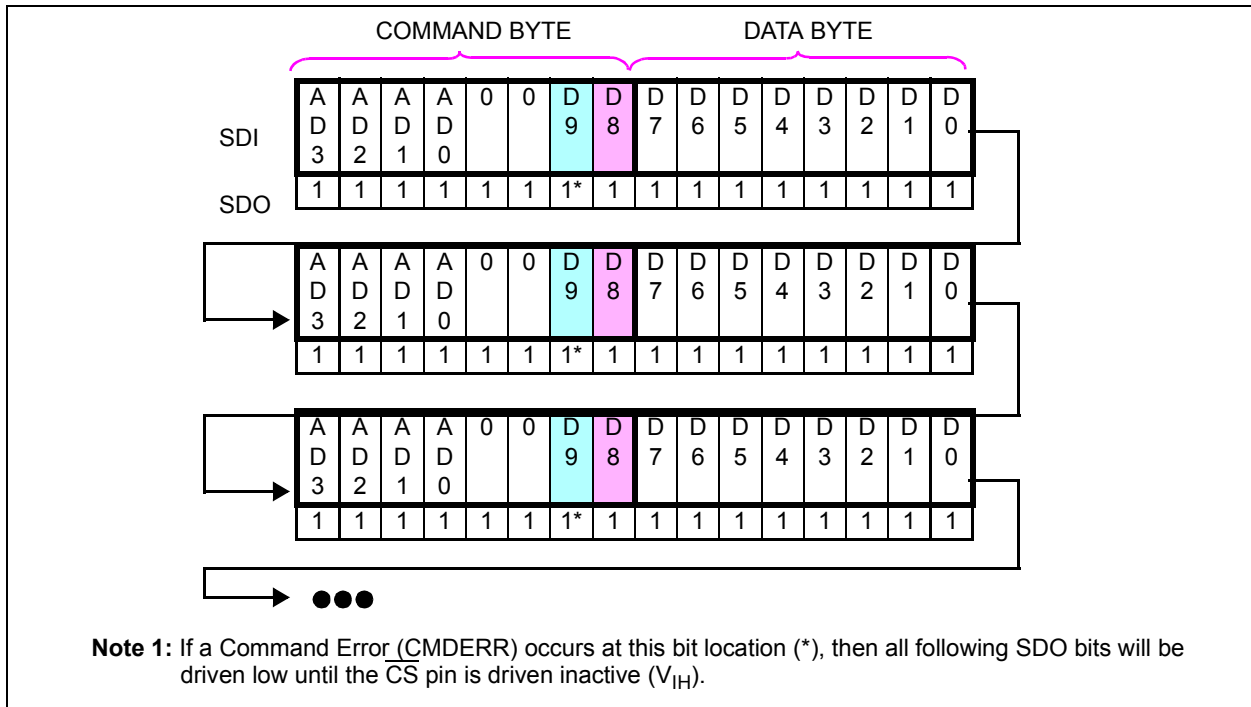 COMMAND BYTE DATA BYTE
A A A A 0 0 D D D D D D D D D D
D D D D 9 8 7 6 5 4 3 2 1 0
SDI
3 2 1 0
SDO 1 1 1 1 1 1 1* 1 1 1 1 1 1 1 1 1
A A A A 0 0 D D D D D D D D D D
D D D D 9 8 7 6 5 4 3 2 1 0
3 2 1 0
1 1 1 1 1 1 1* 1 1 1 1 1 1 1 1 1
A A A A 0 0 D D D D D D D D D D
D D D D 9 8 7 6 5 4 3 2 1 0
3 2 1 0
1 1 1 1 1 1 1* 1 1 1 1 1 1 1 1 1
Note 1: If a Command Error (CMDERR) occurs at this bit location (*), then all following SDO bits will be
driven low until the CS pin is driven inactive (VIH).